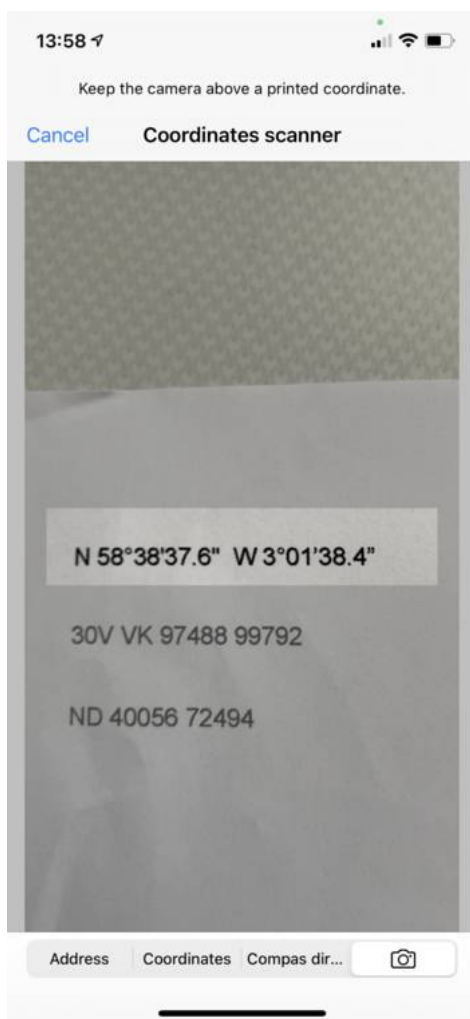 13:58
Keep the camera above a printed coordinate.
Cancel Coordinates scanner
N 58°38'37.6" W 3°01'38.4"
30V VK 97488 99792
ND 40056 72494
Address Coordinates Compas dir...